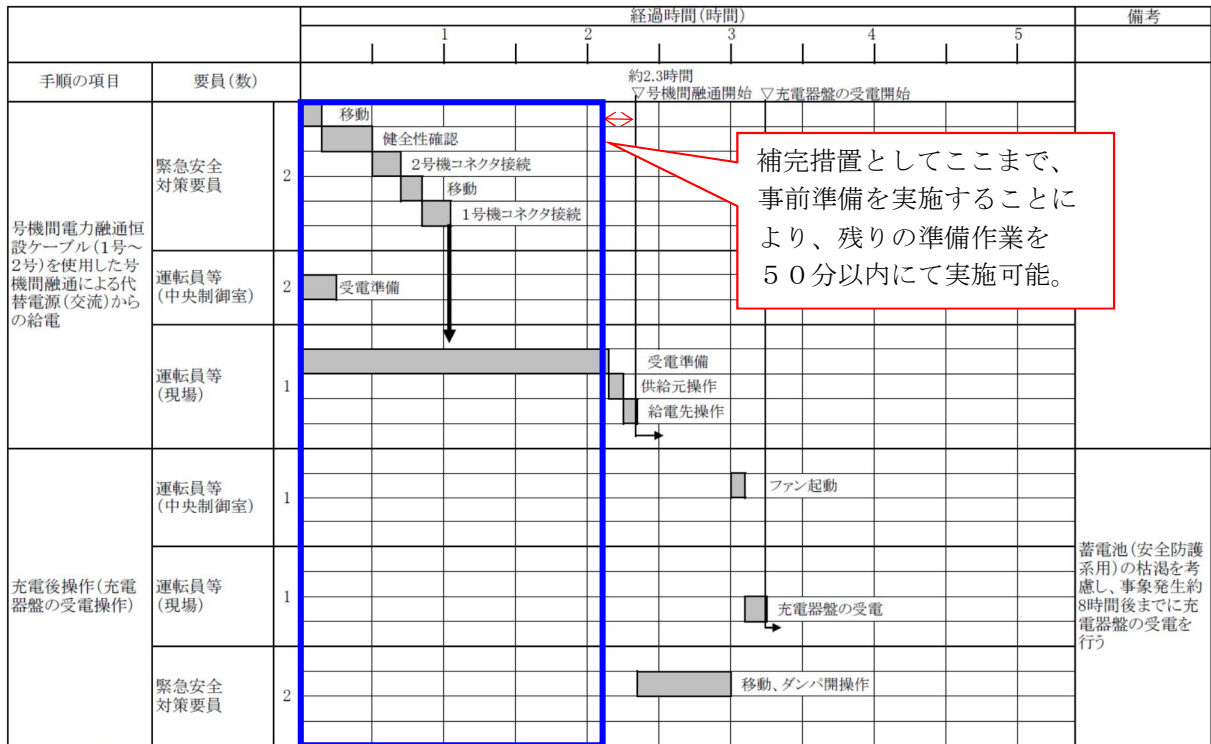 経過時間(時間)
備考
1
2
3
4
5
手順の項目
要員(数)
約2.3時間
▽号機間融通開始
▽充電器盤の受電開始
号機間電力融通恒
設ケーブル(1号~
2号)を使用した号
機間融通による代
替電源(交流)から
の給電
緊急安全
対策要員
2
移動
健全性確認
2号機コネクタ接続
移動
1号機コネクタ接続
補完措置としてここまで、
事前準備を実施することに
より、残りの準備作業を
50分以内にて実施可能。
運転員等
(中央制御室)
2
受電準備
運転員等
(現場)
1
受電準備
供給元操作
給電先操作
充電後操作(充電
器盤の受電操作)
運転員等
(中央制御室)
1
ファン起動
運転員等
(現場)
1
充電器盤の受電
緊急安全
対策要員
2
移動、ダンパ開操作
蓄電池(安全防護
系用)の枯渇を考
慮し、事象発生約
8時間後までに充
電器盤の受電を
行う